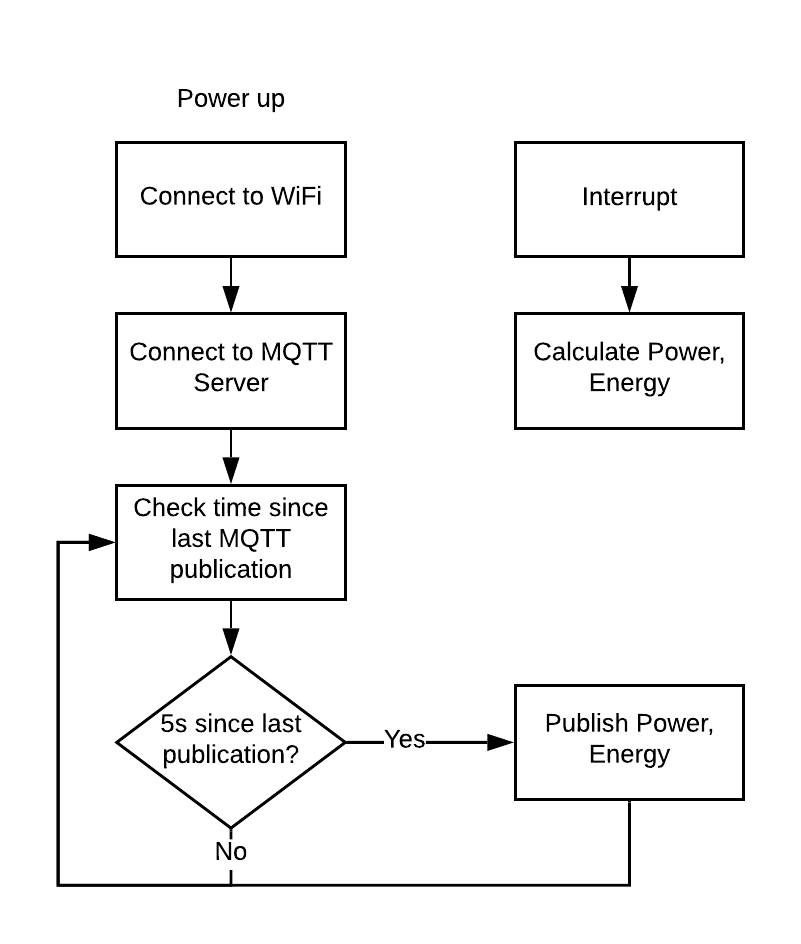 Power up
Connect to WiFi
Interrupt
Connect to MQTT
Server
Calculate Power,
Energy
Check time since
last MQTT
publication
5s since last
publication?
Yes
Publish Power,
Energy
No